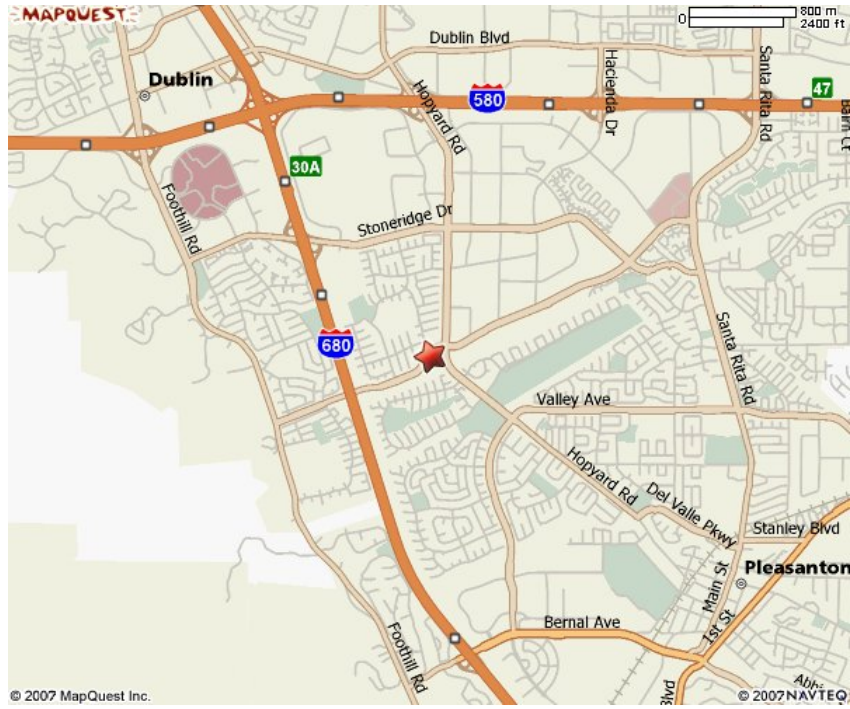 MAPQUEST
0
800 m
2400 ft
Dublin Blvd
Dublin
Hopyard Rd
580
Hacienda Dr
Santa Rita Rd
47
30A
Foothill Rd
Stoneridge Dr
680
Santa Rita Rd
Valley Ave
Hopyard Rd
Del Valle Pkwy
Stanley Blvd
Pleasanton
Main St
1st St
Bernal Ave
Foothill Rd
Blvd
© 2007 MapQuest Inc.
© 2007 NAVTEQ